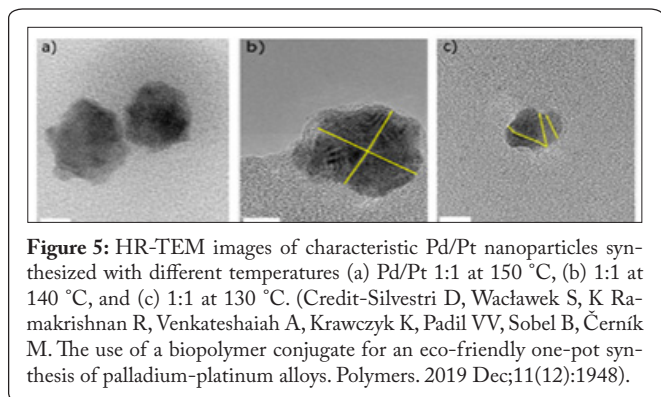 a)
b)
c)
Figure 5: HR-TEM images of characteristic Pd/Pt nanoparticles syn-
thesized with different temperatures (a) Pd/Pt 1:1 at 150 °C, (b) 1:1 at
140 °C, and (c) 1:1 at 130 °C. (Credit-Silvestri D, Wacławek S, K Ra-
makrishnan R, Venkateshaiah A, Krawczyk K, Padil VV, Sobel B, Černík
M. The use of a biopolymer conjugate for an eco-friendly one-pot syn-
thesis of palladium-platinum alloys. Polymers. 2019 Dec;11(12):1948).